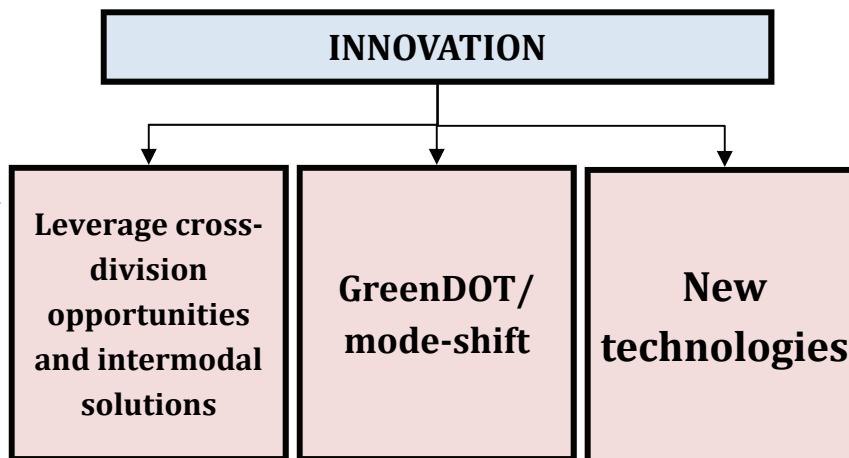 INNOVATION
Leverage cross-
division
opportunities
and intermodal
solutions
GreenDOT/
mode-shift
New
technologies